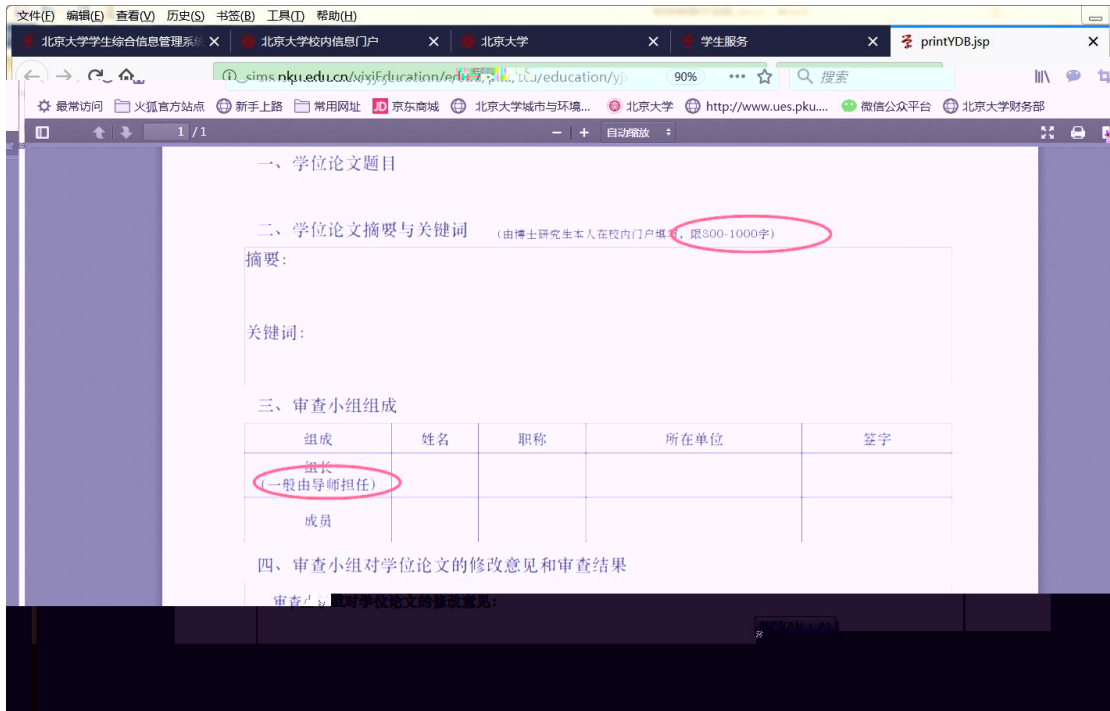 文件(F) 编辑(E) 查看(V) 历史(S) 书签(B) 工具(T) 帮助(H)
北京大学学生综合信息管理系统 北京大学校内信息门户 北京大学 学生服务 printYDB.jsp
sims.pku.edu.cn/ 90% 搜索
最常访问 火狐官方站点 新手上路 常用网址 JD 京东商城 北京大学城市与环境... 北京大学 http://www.ues.pku.... 微信公众平台 北京大学财务部
1 / 1 自动缩放
一、学位论文题目
二、学位论文摘要与关键词 (由博士研究生本人在校内门户填写，限800-1000字)
摘要:
关键词:
三、审查小组组成
组成 姓名 职称 所在单位 签字
组长
(一般由导师担任)
成员
四、审查小组对学位论文的修改意见和审查结果
审查小组对学位论文的修改意见: